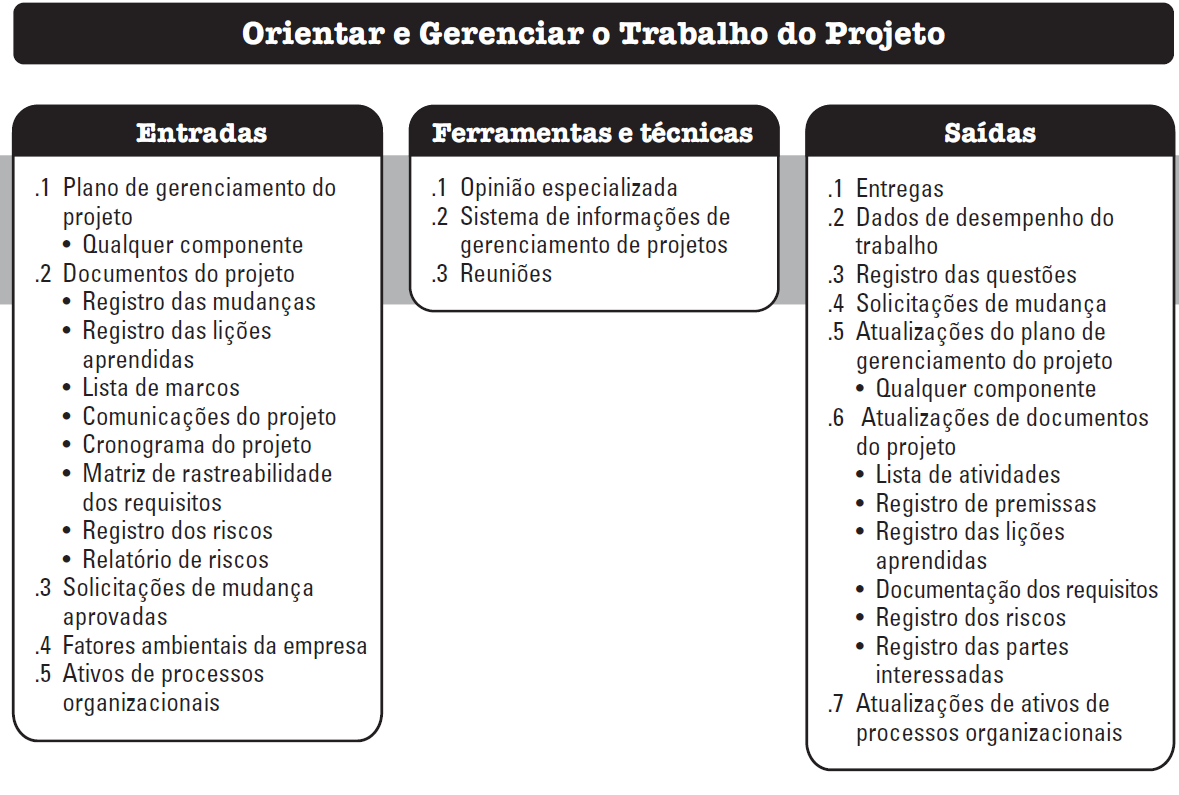 Orientar e Gerenciar o Trabalho do Projeto
Entradas
.1 Plano de gerenciamento do
projeto
• Qualquer componente
.2 Documentos do projeto
• Registro das mudanças
• Registro das lições
aprendidas
• Lista de marcos
• Comunicações do projeto
• Cronograma do projeto
• Matriz de rastreabilidade
dos requisitos
• Registro dos riscos
• Relatório de riscos
.3 Solicitações de mudança
aprovadas
.4 Fatores ambientais da empresa
.5 Ativos de processos
organizacionais
Ferramentas e técnicas
.1 Opinião especializada
.2 Sistema de informações de
gerenciamento de projetos
.3 Reuniões
Saídas
.1 Entregas
.2 Dados de desempenho do
trabalho
.3 Registro das questões
.4 Solicitações de mudança
.5 Atualizações do plano de
gerenciamento do projeto
• Qualquer componente
.6 Atualizações de documentos
do projeto
• Lista de atividades
• Registro de premissas
• Registro das lições
aprendidas
• Documentação dos requisitos
• Registro dos riscos
• Registro das partes
interessadas
.7 Atualizações de ativos de
processos organizacionais